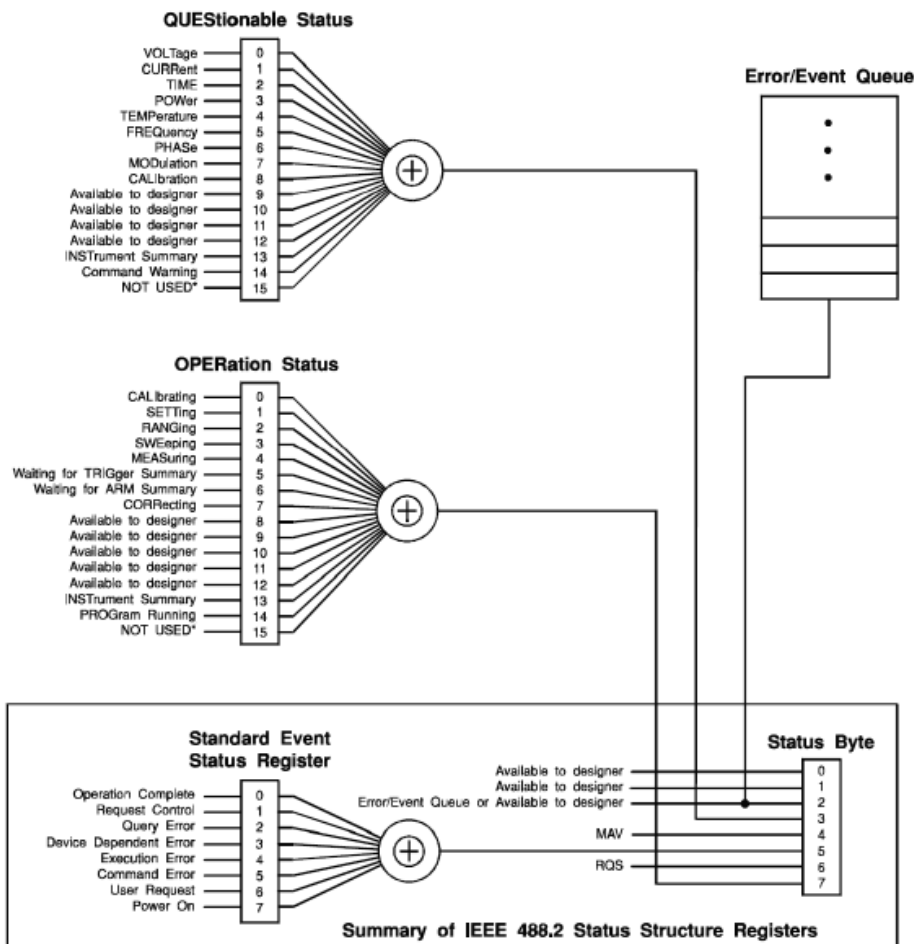 QUEStionable Status
VOLTage 0
CURRent 1
TIME 2
POWer 3
TEMPerature 4
FREQuency 5
PHASe 6
MODulation 7
CALIbration 8
Available to designer 9
Available to designer 10
Available to designer 11
Available to designer 12
INSTrument Summary 13
Command Warning 14
NOT USED* 15
Error/Event Queue
OPERation Status
CALIbrating 0
SETTing 1
RANGing 2
SWEeping 3
MEASuring 4
Waiting for TRIGger Summary 5
Waiting for ARM Summary 6
CORRecting 7
Available to designer 8
Available to designer 9
Available to designer 10
Available to designer 11
Available to designer 12
INSTrument Summary 13
PROGram Running 14
NOT USED* 15
Standard Event
Status Register
Operation Complete 0
Request Control 1
Query Error 2
Device Dependent Error 3
Execution Error 4
Command Error 5
User Request 6
Power On 7
Status Byte
Available to designer 0
Available to designer 1
Error/Event Queue or Available to designer 2
3
MAV 4
5
RQS 6
7
Summary of IEEE 488.2 Status Structure Registers